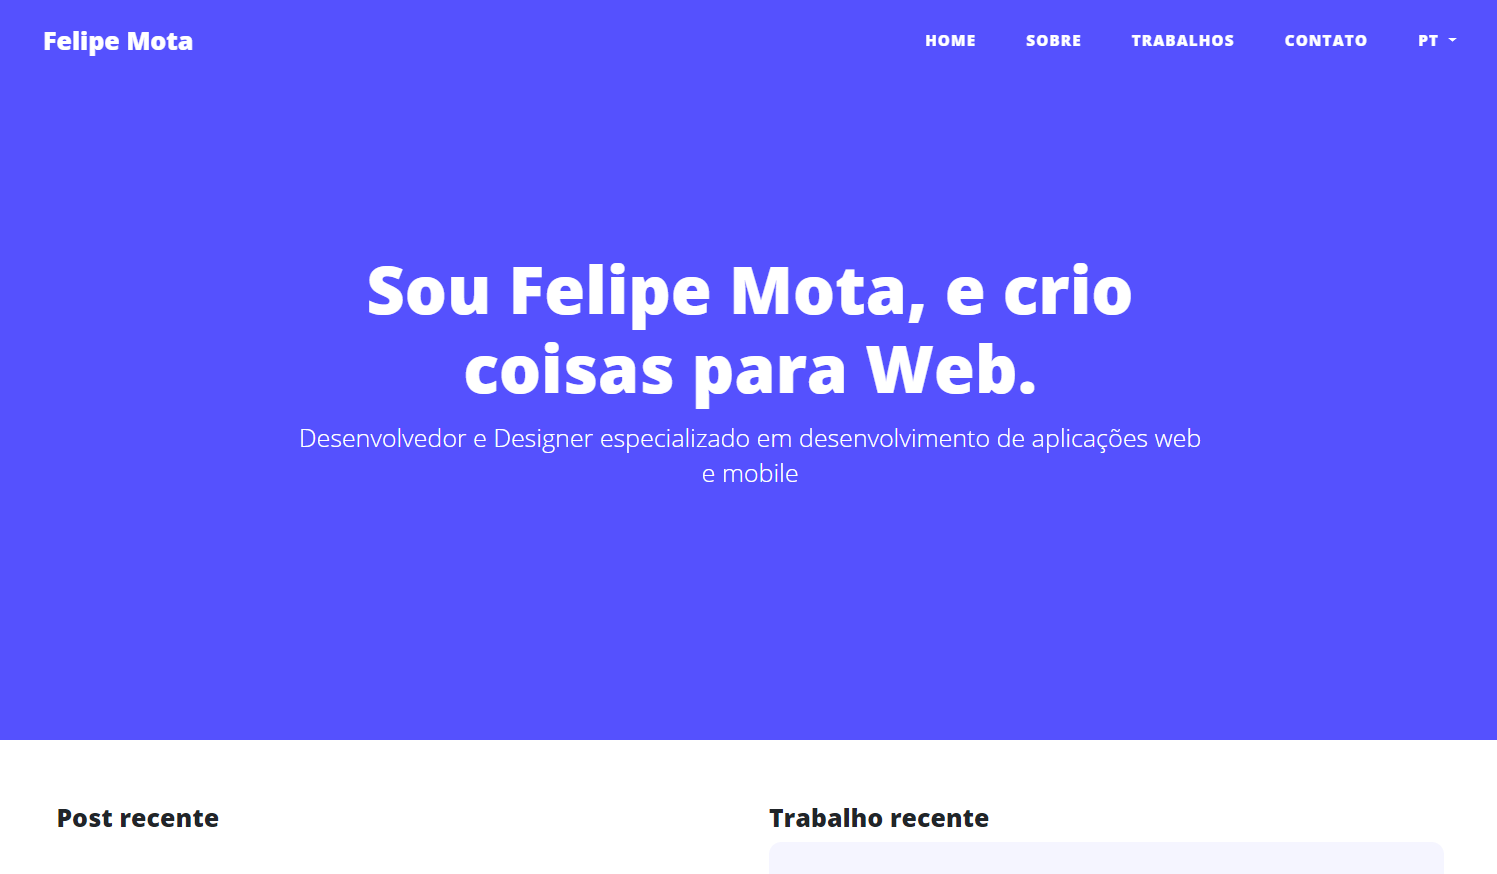 Felipe Mota
HOME
SOBRE
TRABALHOS
CONTATO
PT
Sou Felipe Mota, e crio
coisas para Web.
Desenvolvedor e Designer especializado em desenvolvimento de aplicações web
e mobile
Post recente
Trabalho recente